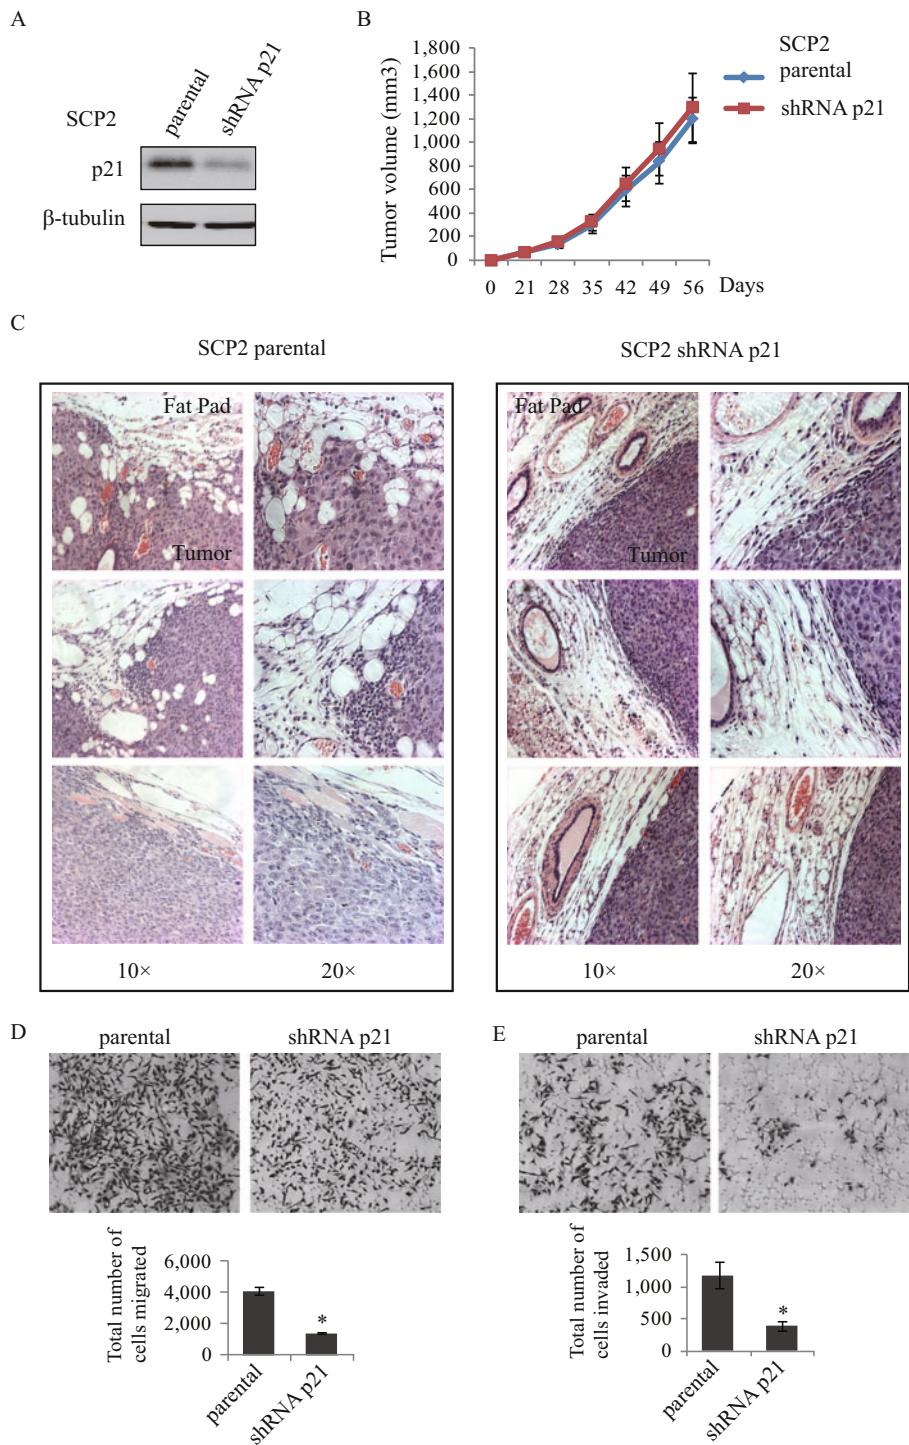 A
SCP2
parental
shRNA p21
p21
β-tubulin
B
Tumor volume (mm3)
1,800
1,600
1,400
1,200
1,000
800
600
400
200
0
0 21 28 35 42 49 56 Days
SCP2
parental
shRNA p21
C
SCP2 parental
Fat Pad
Tumor
10× 20×
SCP2 shRNA p21
Fat Pad
Tumor
10× 20×
D
parental shRNA p21
Total number of
cells migrated
6,000
4,000
2,000
0
*
parental
shRNA p21
E
parental shRNA p21
Total number of
cells invaded
1,500
1,000
500
0
*
parental
shRNA p21